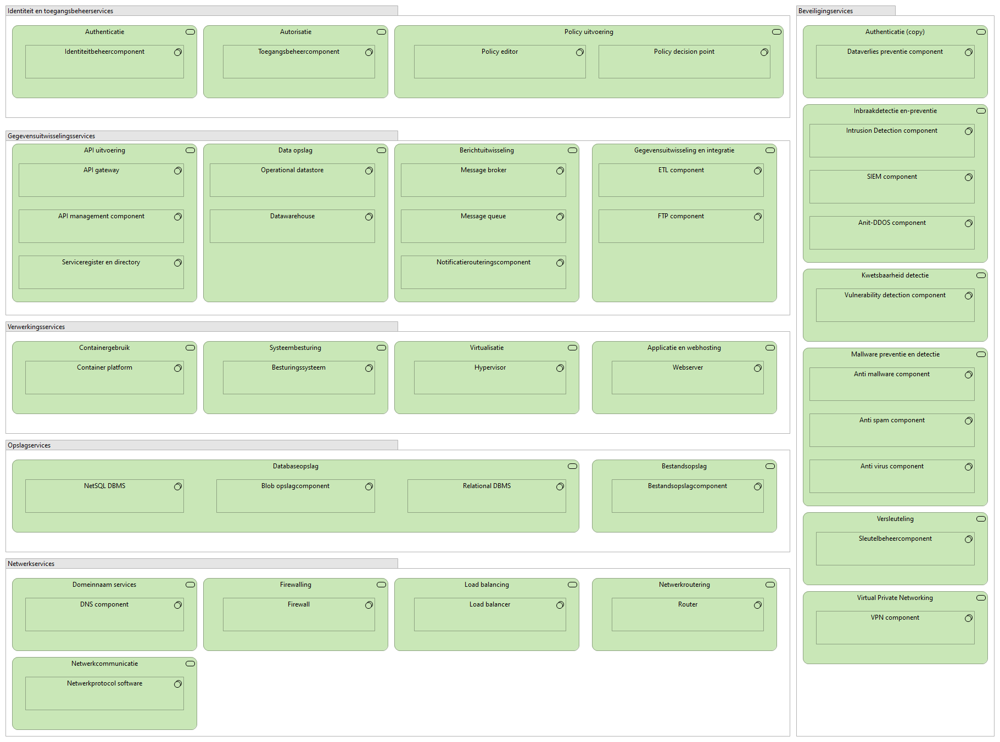 Identiteit en toegangsbeheerservices
Authenticatie
Identiteitbeheercomponent
Autorisatie
Toegangsbeheercomponent
Policy uitvoering
Policy editor
Policy decision point
Gegevensuitwisselingsservices
API uitvoering
API gateway
API management component
Serviceregister en directory
Data opslag
Operational datastore
Datawarehouse
Berichtuitwisseling
Message broker
Message queue
Notificatierouteringscomponent
Gegevensuitwisseling en integratie
ETL component
FTP component
Verwerkingsservices
Containergebruik
Container platform
Systeembesturing
Besturingssysteem
Virtualisatie
Hypervisor
Applicatie en webhosting
Webserver
Opslagservices
Databaseopslag
NetSQL DBMS
Blob opslagcomponent
Relational DBMS
Bestandsopslag
Bestandsopslagcomponent
Netwerkservices
Domeinnaam services
DNS component
Firewalling
Firewall
Load balancing
Load balancer
Netwerkroutering
Router
Netwerkcommunicatie
Netwerkprotocol software
Beveiligingservices
Authenticatie (copy)
Dataverlies preventie component
Inbraakdetectie en-preventie
Intrusion Detection component
SIEM component
Anit-DDOS component
Kwetsbaarheid detectie
Vulnerability detection component
Mallware preventie en detectie
Anti mallware component
Anti spam component
Anti virus component
Versleuteling
Sleutelbeheercomponent
Virtual Private Networking
VPN component